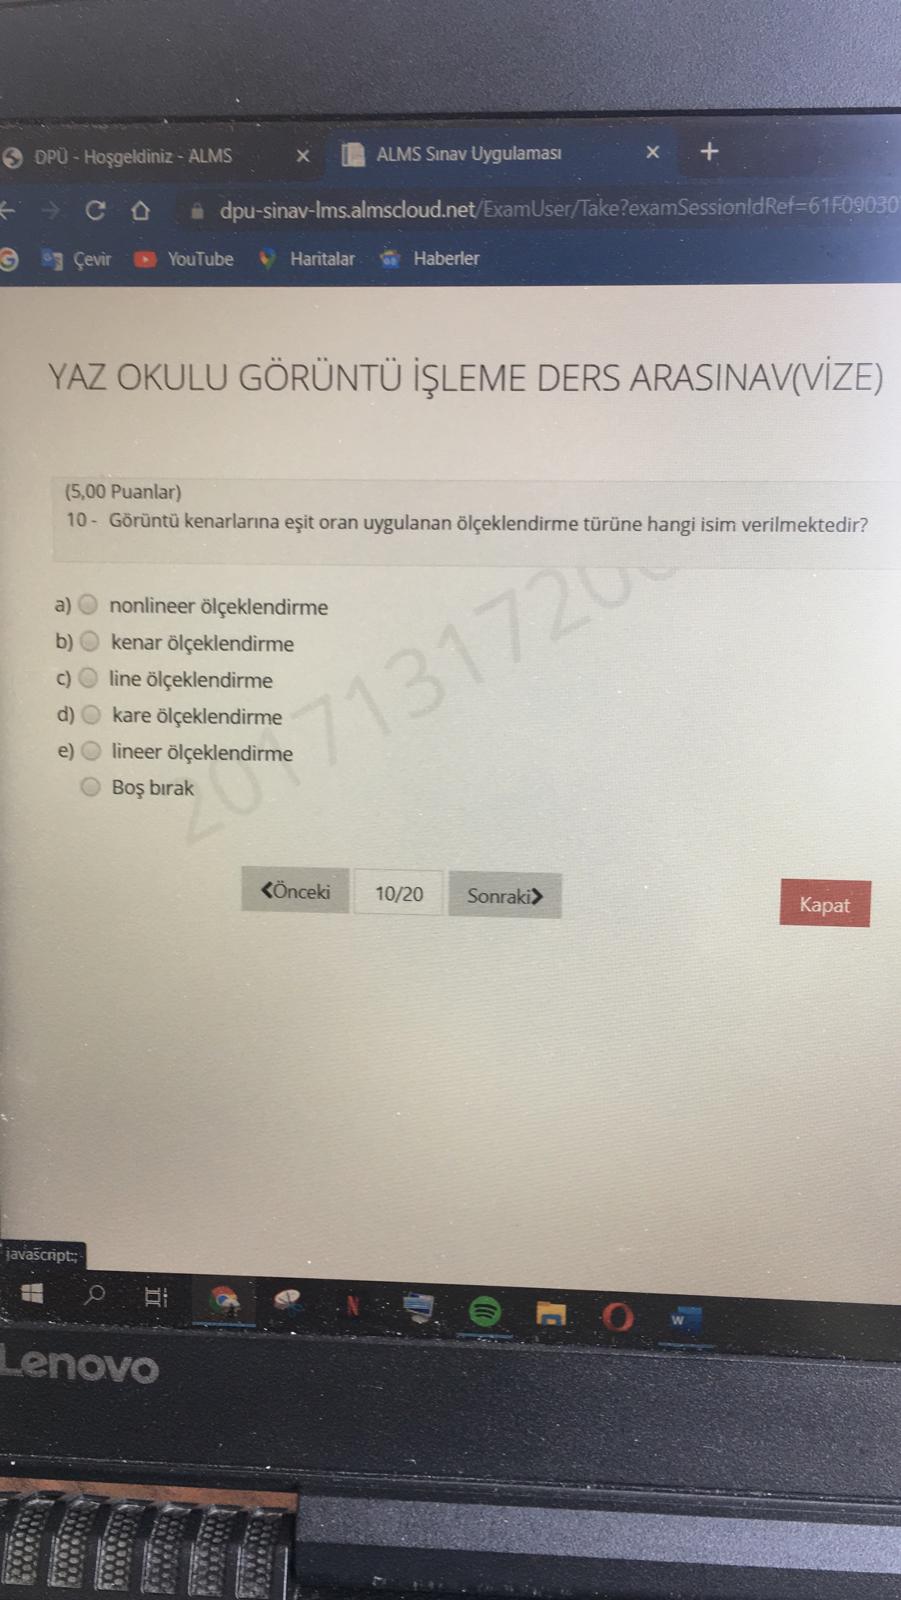 DPÜ - Hoşgeldiniz - ALMS
ALMS Sınav Uygulaması
dpu-sinav-lms.almscloud.net/ExamUser/Take?examSessionIdRef=61F09030
Çevir YouTube Haritalar Haberler
YAZ OKULU GÖRÜNTÜ İŞLEME DERS ARASINAV(VİZE)
(5,00 Puanlar)
10 - Görüntü kenarlarına eşit oran uygulanan ölçeklendirme türüne hangi isim verilmektedir?
a) nonlineer ölçeklendirme
b) kenar ölçeklendirme
c) line ölçeklendirme
d) kare ölçeklendirme
e) lineer ölçeklendirme
Boş bırak
Önceki 10/20 Sonraki
Kapat
javascript:;
Lenovo